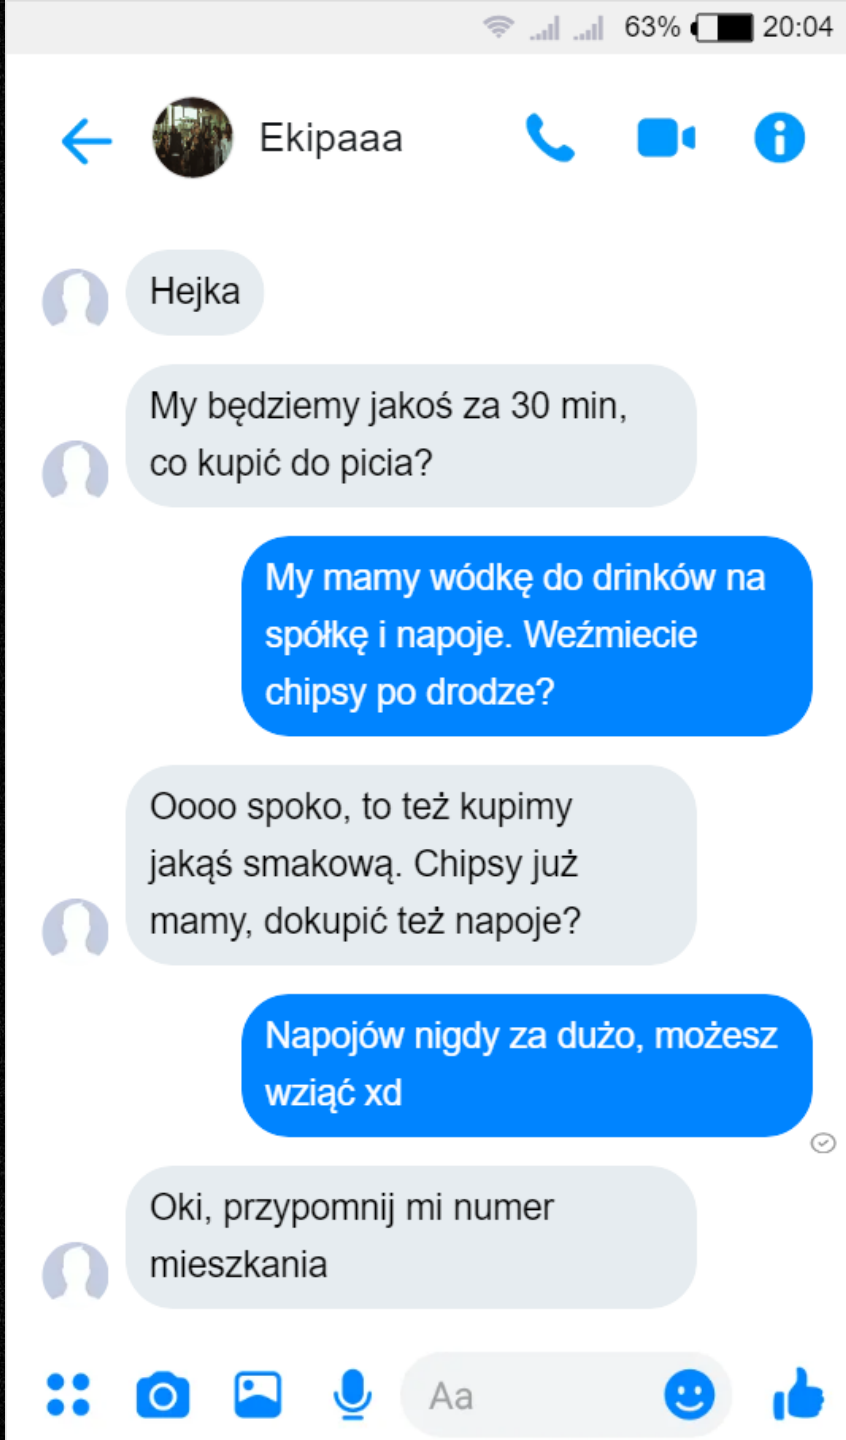 63% 20:04
Ekipaaa
Hejka
My będziemy jakoś za 30 min,
co kupić do picia?
My mamy wódkę do drinków na
spółkę i napoje. Weźmiecie
chipsy po drodze?
Oooo spoko, to też kupimy
jakąś smakową. Chipsy już
mamy, dokupić też napoje?
Napojów nigdy za dużo, możesz
wziąć xd
Oki, przypomnij mi numer
mieszkania
Aa